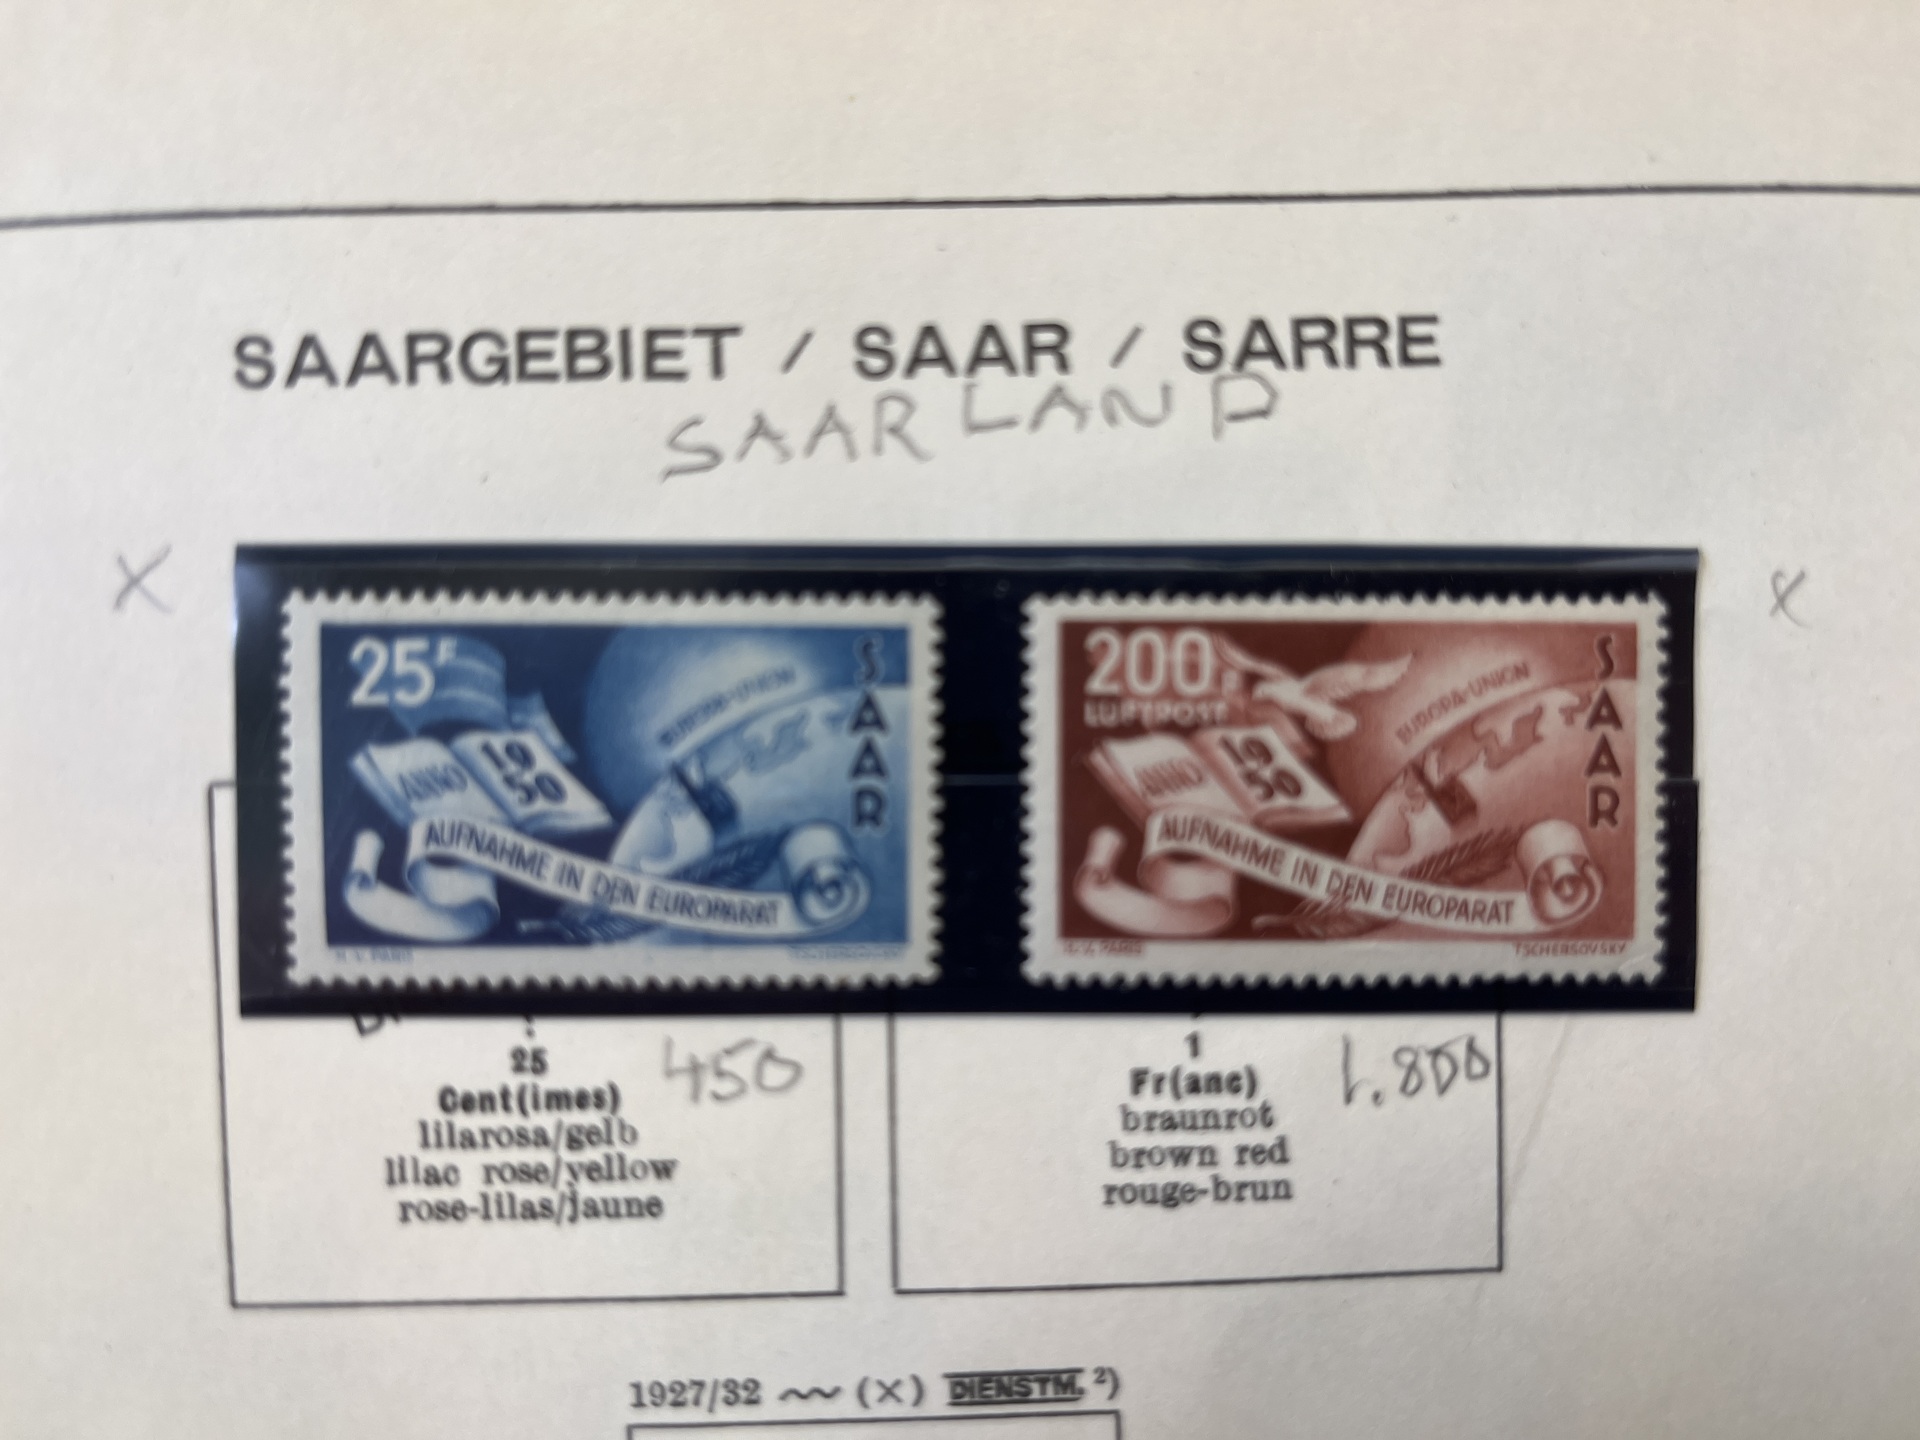 SAARGEBIET / SAAR / SARRE
SAARLAND
X
X
25F
EUROPA-UNION
SAAR
ANNO
1950
AUFNAHME IN DEN EUROPARAT
PARIS
200F
LUFTPOST
EUROPA-UNION
SAAR
ANNO
1950
AUFNAHME IN DEN EUROPARAT
PARIS
TSCHERSOVSKY
25
450
Cent(imes)
lilarosa/gelb
lilac rose/yellow
rose-lilas/jaune
1
1.800
Fr(anc)
braunrot
brown red
rouge-brun
1927/32 (X) DIENSTM. 2)